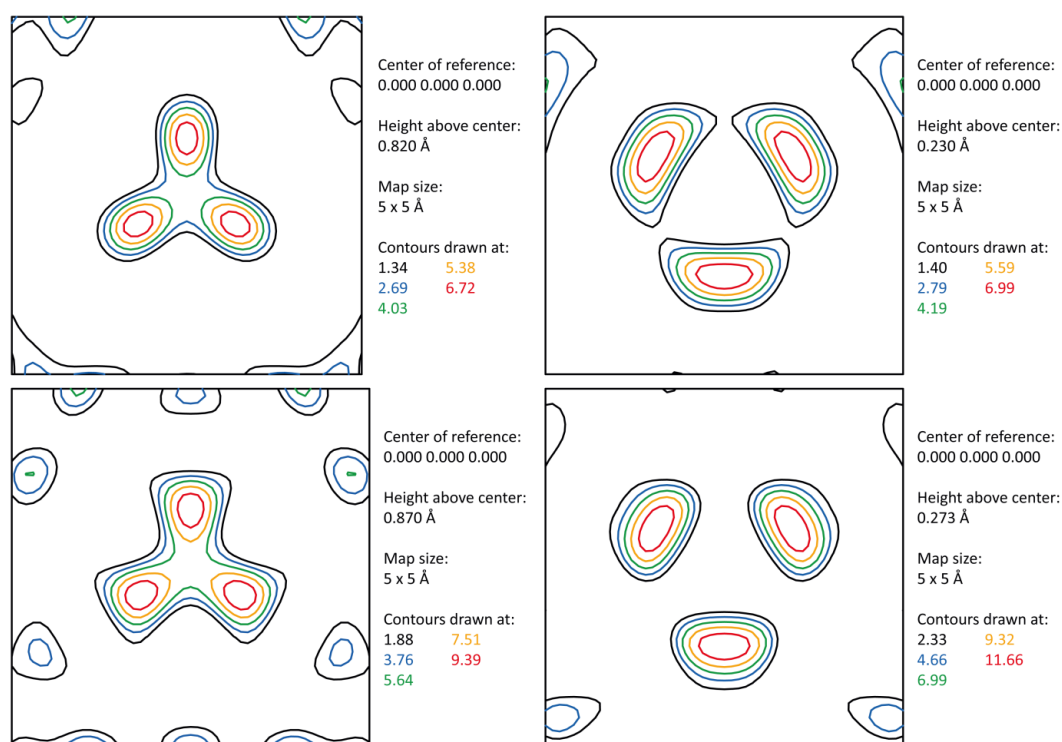 Center of reference:
0.000 0.000 0.000
Height above center:
0.820 Å
Map size:
5 x 5 Å
Contours drawn at:
1.34 5.38
2.69 6.72
4.03
Center of reference:
0.000 0.000 0.000
Height above center:
0.230 Å
Map size:
5 x 5 Å
Contours drawn at:
1.40 5.59
2.79 6.99
4.19
Center of reference:
0.000 0.000 0.000
Height above center:
0.870 Å
Map size:
5 x 5 Å
Contours drawn at:
1.88 7.51
3.76 9.39
5.64
Center of reference:
0.000 0.000 0.000
Height above center:
0.273 Å
Map size:
5 x 5 Å
Contours drawn at:
2.33 9.32
4.66 11.66
6.99